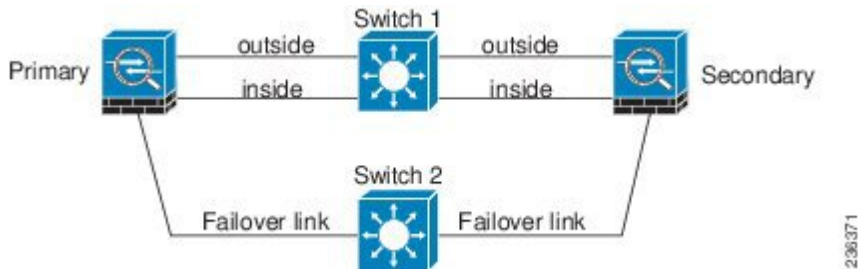 Switch 1
outside
outside
Primary
Secondary
inside
inside
Switch 2
Failover link
Failover link
236371